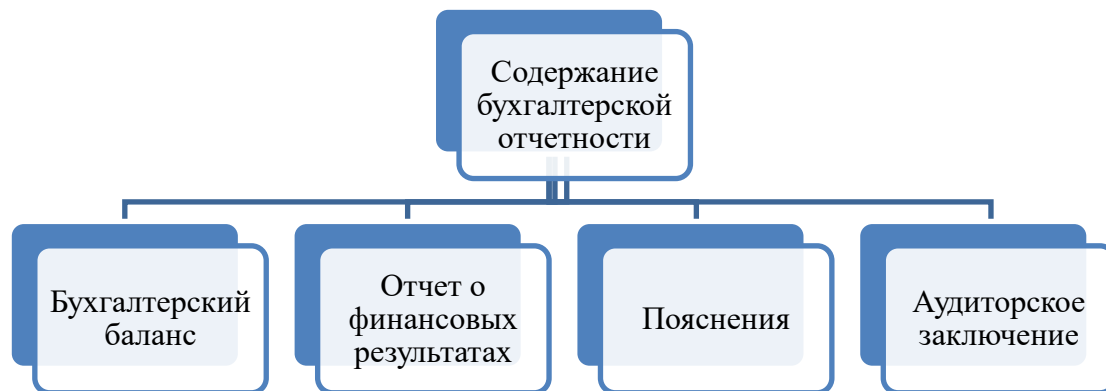 Содержание
бухгалтерской
отчетности
Бухгалтерский
баланс
Отчет о
финансовых
результатах
Пояснения
Аудиторское
заключение